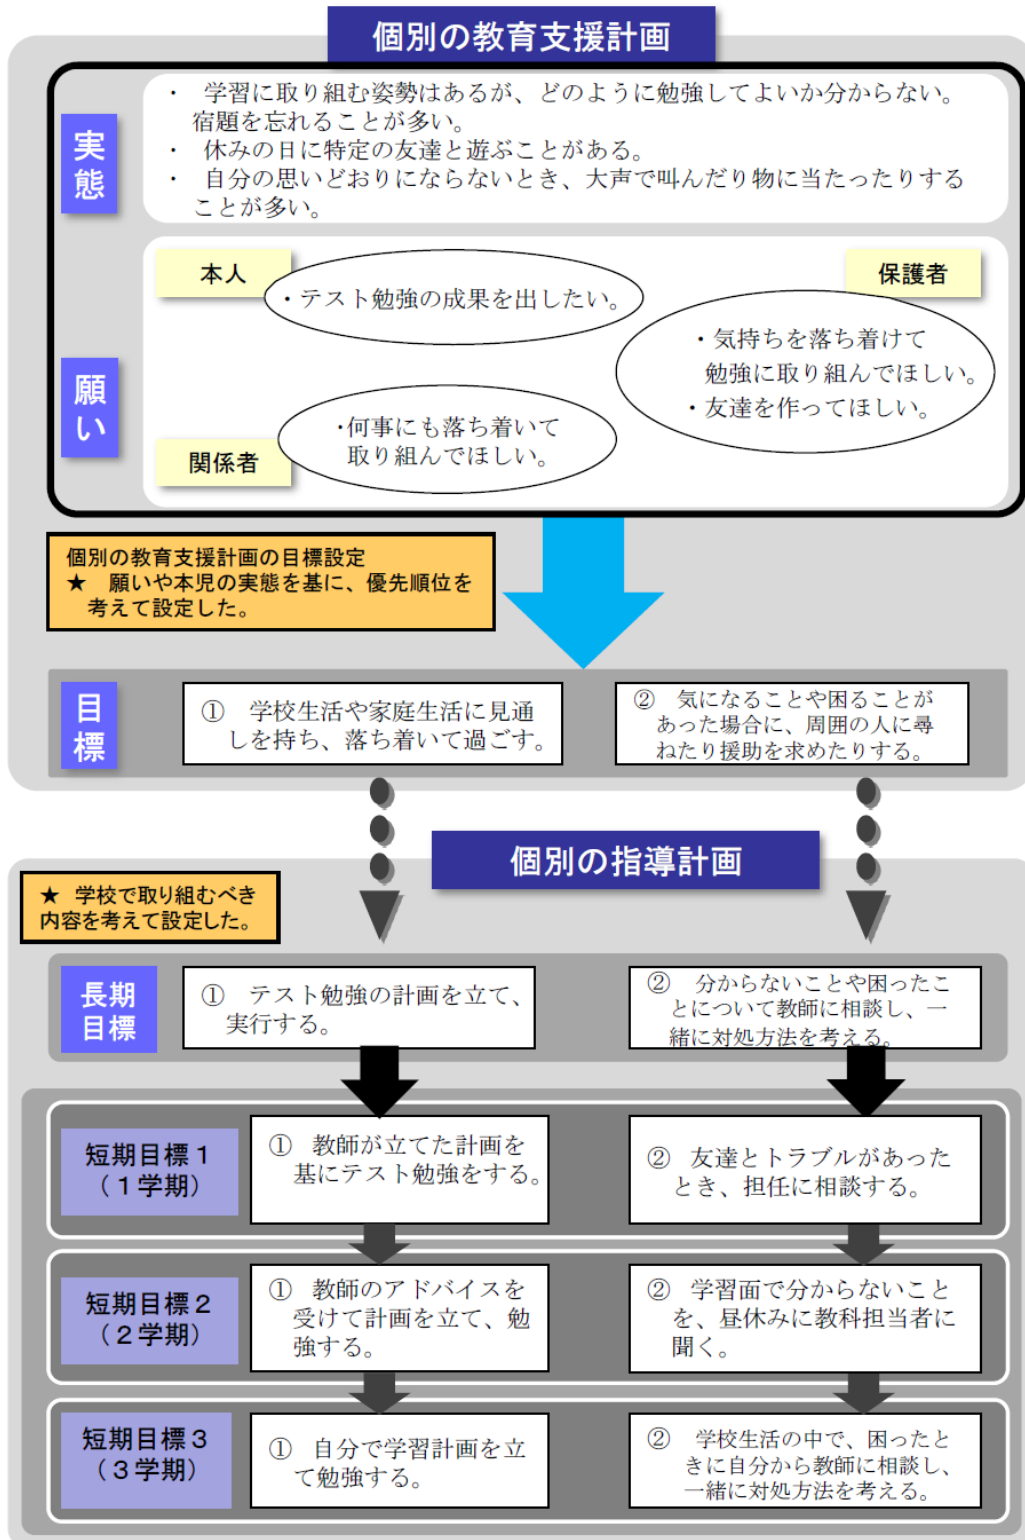 個別の教育支援計画
実態
・　学習に取り組む姿勢はあるが、どのように勉強してよいか分からない。
宿題を忘れることが多い。
・　休みの日に特定の友達と遊ぶことがある。
・　自分の思いどおりにならないとき、大声で叫んだり物に当たったりする
ことが多い。
願い
本人
・テスト勉強の成果を出したい。
保護者
・気持ちを落ち着けて
勉強に取り組んでほしい。
・友達を作ってほしい。
関係者
・何事にも落ち着いて
取り組んでほしい。
個別の教育支援計画の目標設定
★　願いや本児の実態を基に、優先順位を
考えて設定した。
目標
①　学校生活や家庭生活に見通
しを持ち、落ち着いて過ごす。
②　気になることや困ることが
あった場合に、周囲の人に尋
ねたり援助を求めたりする。
個別の指導計画
★　学校で取り組むべき
内容を考えて設定した。
長期
目標
①　テスト勉強の計画を立て、
実行する。
②　分からないことや困ったこ
とについて教師に相談し、一
緒に対処方法を考える。
短期目標１
（１学期）
①　教師が立てた計画を
基にテスト勉強をする。
②　友達とトラブルがあった
とき、担任に相談する。
短期目標２
（２学期）
①　教師のアドバイスを
受けて計画を立て、勉
強する。
②　学習面で分からないこと
を、昼休みに教科担当者に
聞く。
短期目標３
（３学期）
①　自分で学習計画を立
て勉強する。
②　学校生活の中で、困ったと
きに自分から教師に相談し、
一緒に対処方法を考える。